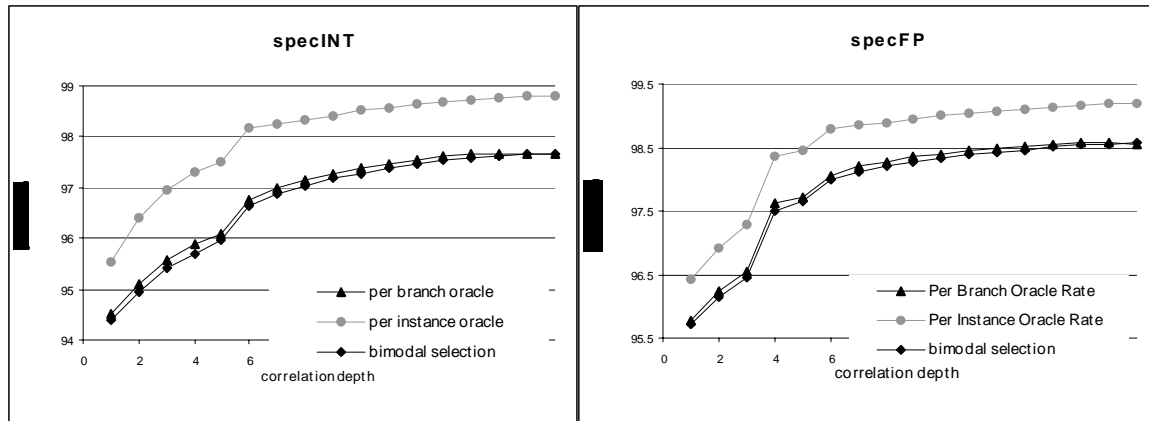 specINT
99
98
97
96
95
94
0 2 4 6
per branch oracle
per instance oracle
bimodal selection
correlation depth
specFP
99.5
98.5
97.5
96.5
95.5
0 2 4 6
Per Branch Oracle Rate
Per Instance Oracle Rate
bimodal selection
correlation depth